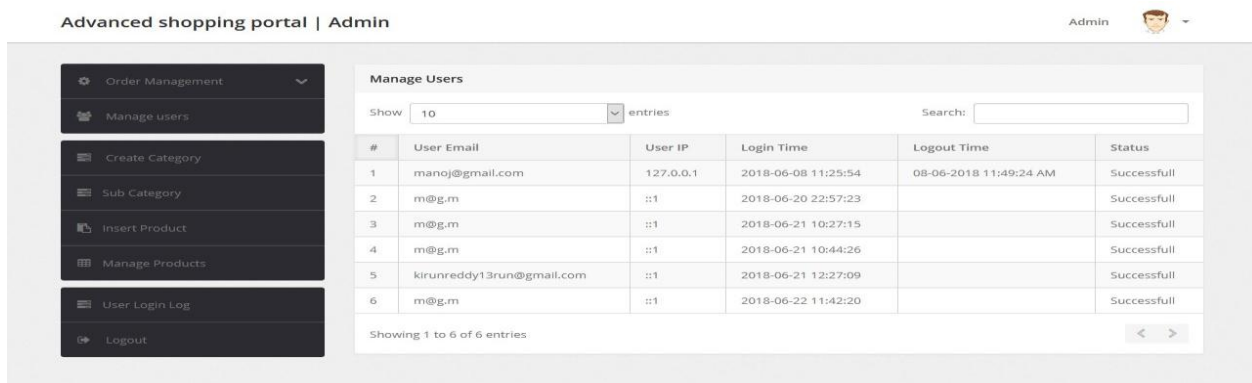 Advanced shopping portal | Admin
Admin
Order Management
Manage users
Create Category
Sub Category
Insert Product
Manage Products
User Login Log
Logout
Manage Users
Show 10 entries Search:
# User Email User IP Login Time Logout Time Status
1 manoj@gmail.com 127.0.0.1 2018-06-08 11:25:54 08-06-2018 11:49:24 AM Successfull
2 m@g.m ::1 2018-06-20 22:57:23 Successfull
3 m@g.m ::1 2018-06-21 10:27:15 Successfull
4 m@g.m ::1 2018-06-21 10:44:26 Successfull
5 kirunreddy13run@gmail.com ::1 2018-06-21 12:27:09 Successfull
6 m@g.m ::1 2018-06-22 11:42:20 Successfull
Showing 1 to 6 of 6 entries